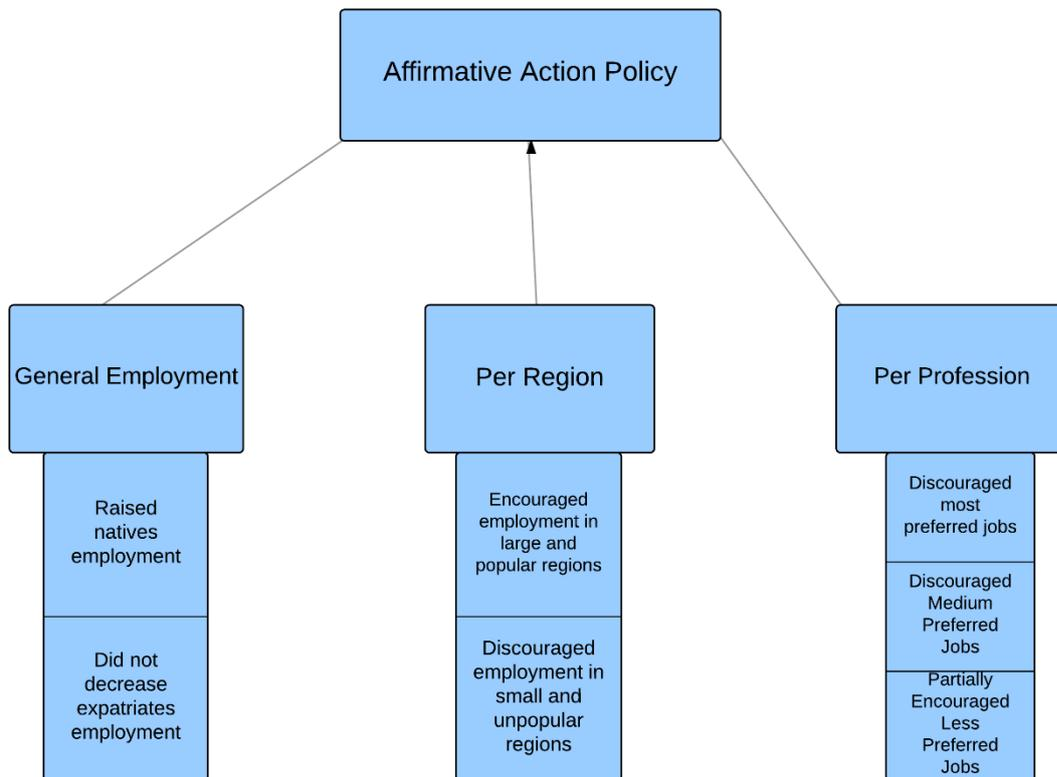 Affirmative Action Policy
General Employment
Raised
natives
employment
Did not
decrease
expatriates
employment
Per Region
Encouraged
employment in
large and
popular regions
Discouraged
employment in
small and
unpopular
regions
Per Profession
Discouraged
most
preferred jobs
Discouraged
Medium
Preferred
Jobs
Partially
Encouraged
Less
Preferred
Jobs